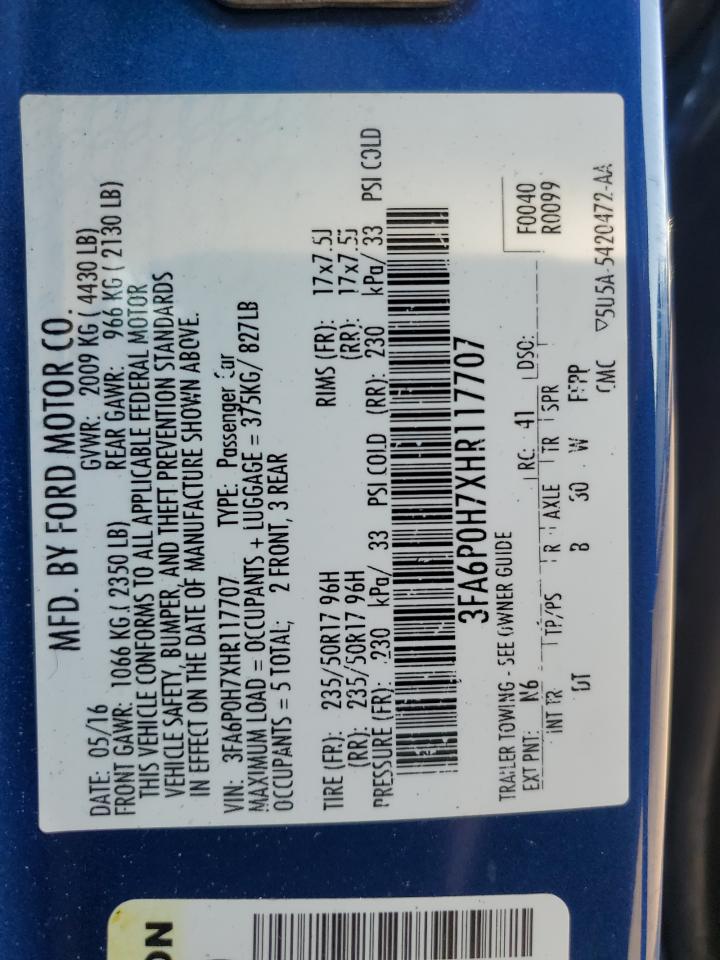 MFD. BY FORD MOTOR CO.
DATE: 05/16 GVWR: 2009 KG ( 4430 LB)
FRONT GAWR: 1066 KG ( 2350 LB) REAR GAWR: 966 KG ( 2130 LB)
THIS VEHICLE CONFORMS TO ALL APPLICABLE FEDERAL MOTOR
VEHICLE SAFETY, BUMPER, AND THEFT PREVENTION STANDARDS
IN EFFECT ON THE DATE OF MANUFACTURE SHOWN ABOVE.
VIN: 3FA6P0H7XHR117707 TYPE: Passenger Car
MAXIMUM LOAD = OCCUPANTS + LUGGAGE = 375KG/ 827LB
OCCUPANTS = 5 TOTAL; 2 FRONT, 3 REAR
TIRE (FR): 235/50R17 96H RIMS (FR): 17x7.5J
(RR): 235/50R17 96H (RR): 17x7.5J
PRESSURE (FR): 230 kPa/ 33 PSI COLD (RR): 230 kPa/ 33 PSI COLD
3FA6P0H7XHR117707
TRAILER TOWING - SEE OWNER GUIDE
F0040
EXT PNT: N6 RC: 41 DSO: R0099
INT TR TP/PS R AXLE TR SPR
DT B 30 W FFPP
CMC 5U5A-5420472-AA
ON